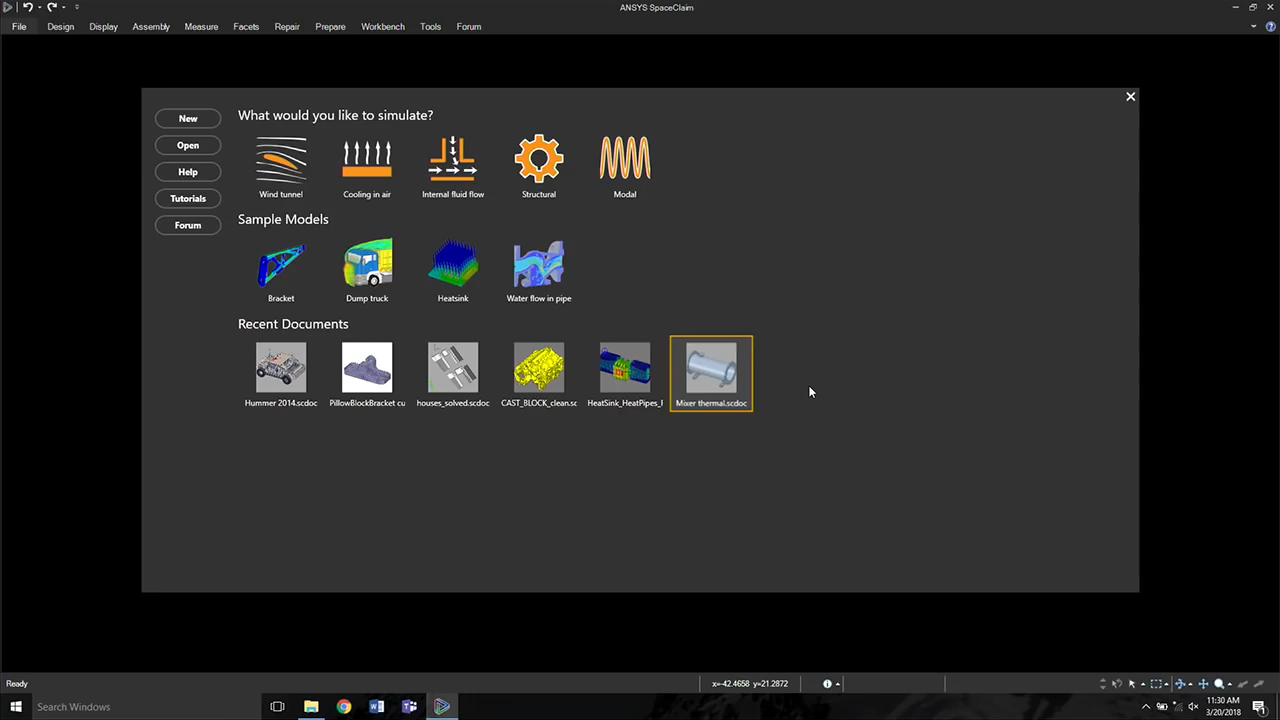 ANSYS SpaceClaim
File Design Display Assembly Measure Facets Repair Prepare Workbench Tools Forum
New
Open
Help
Tutorials
Forum
What would you like to simulate?
Wind tunnel Cooling in air Internal fluid flow Structural Modal
Sample Models
Bracket Dump truck Heatsink Water flow in pipe
Recent Documents
Hummer 2014.scdoc PillowBlockBracket cu houses_solved.scdoc CAST_BLOCK_clean.sc HeatSink_HeatPipes_F Mixer thermal.scdoc
Ready x=-42.4658 y=21.2872
Search Windows 11:30 AM
3/20/2018